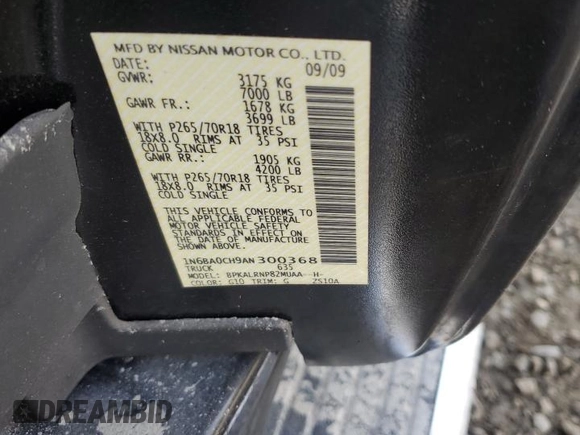 MFD BY NISSAN MOTOR CO., LTD.
DATE: 09/09
GVWR: 3175 KG
7000 LB
GAWR FR.: 1678 KG
3699 LB
WITH P265/70R18 TIRES
18X8.0 RIMS AT 35 PSI
COLD SINGLE
GAWR RR.: 1905 KG
4200 LB
WITH P265/70R18 TIRES
18X8.0 RIMS AT 35 PSI
COLD SINGLE
THIS VEHICLE CONFORMS TO
ALL APPLICABLE FEDERAL
MOTOR VEHICLE SAFETY
STANDARDS IN EFFECT ON
THE DATE OF MANUFACTURE
SHOWN ABOVE.
1N6BA0CH9AN300368
TRUCK 635
MODEL: BPKALRNP82MUAA--H-
COLOR: G10 TRIM: G 2S10A
DREAMBID